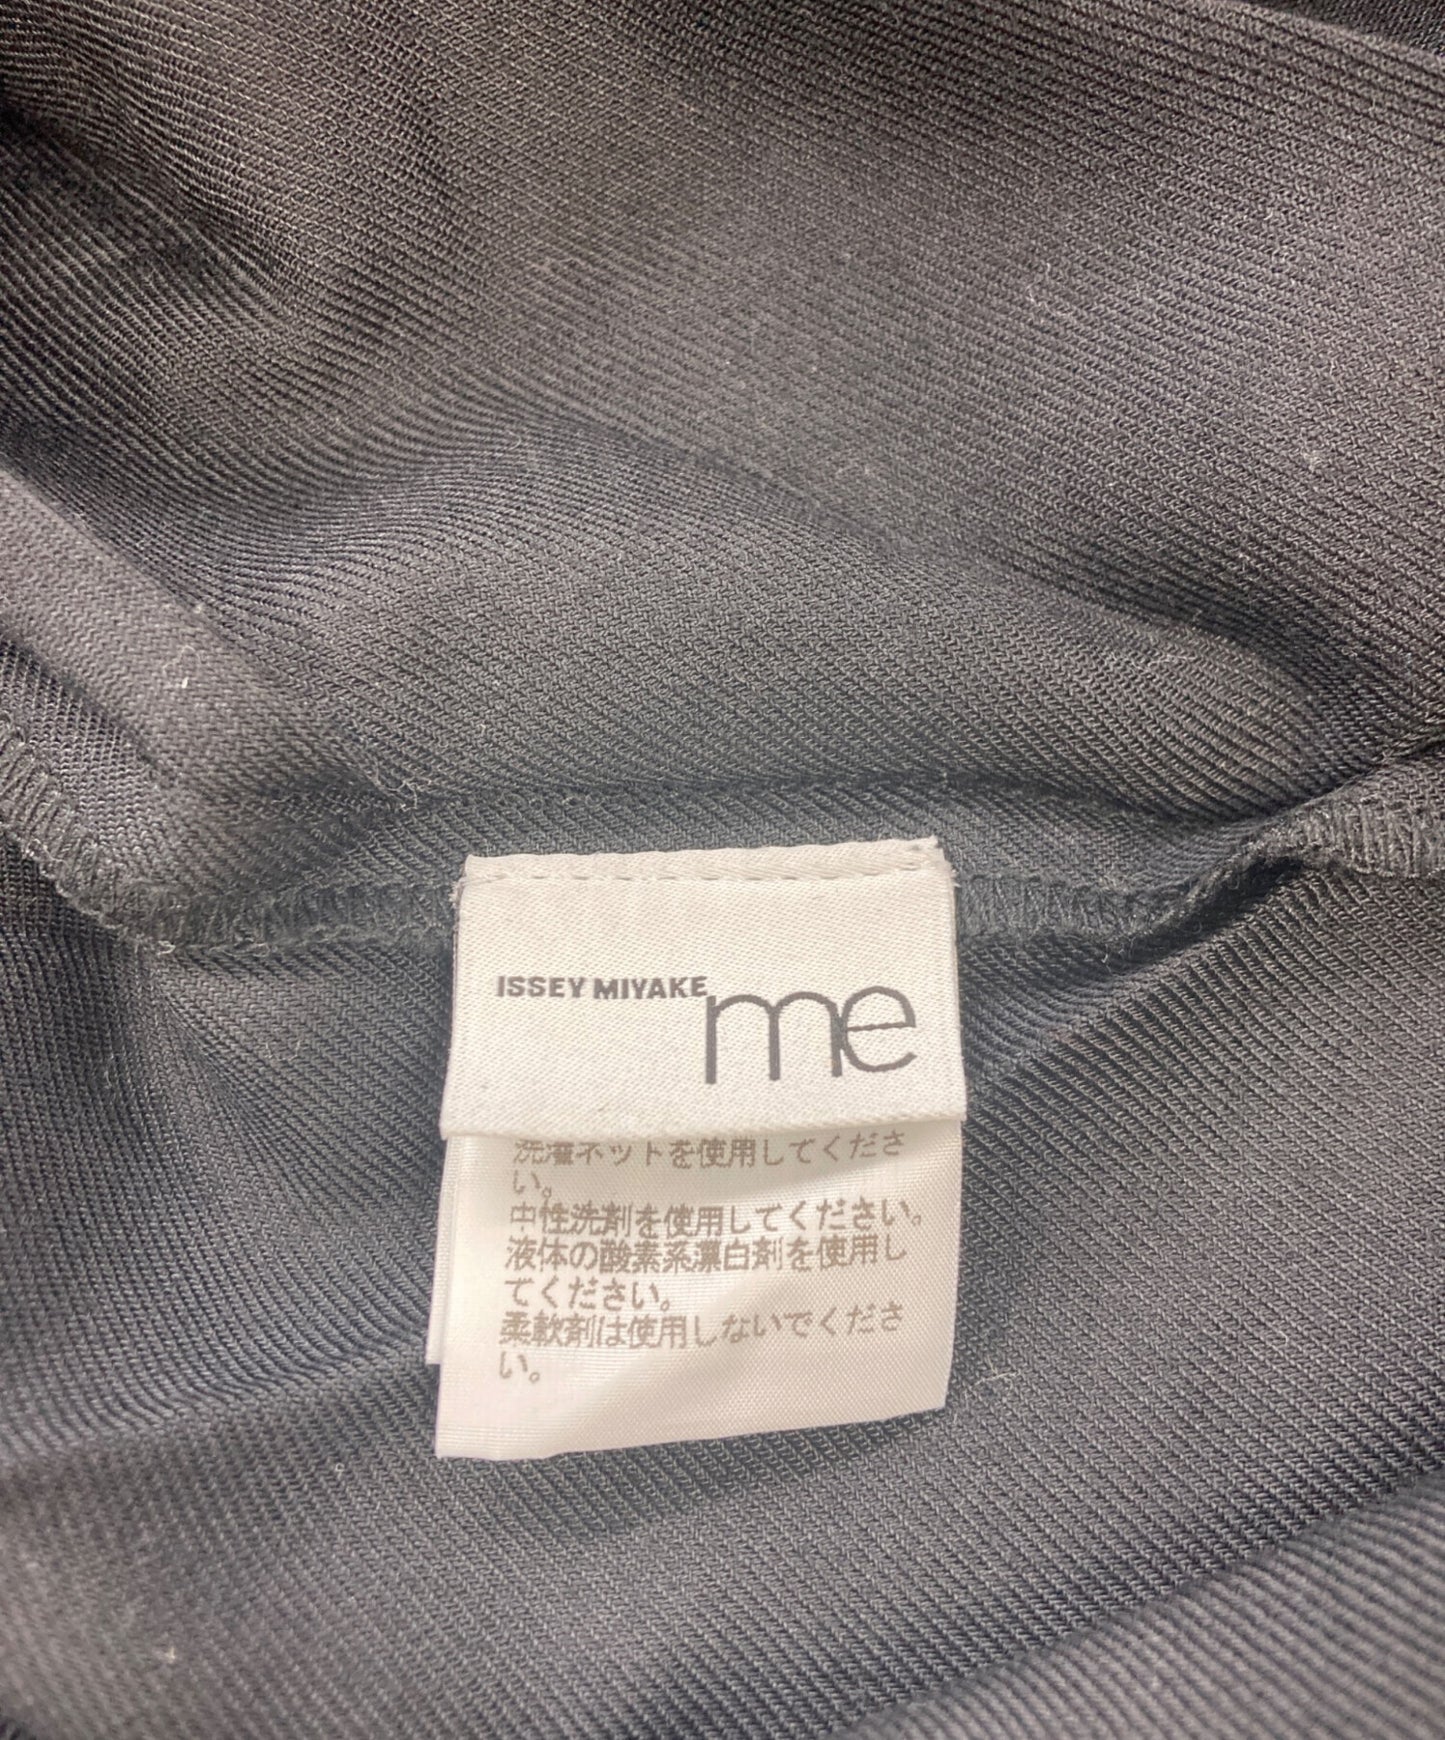 ISSEY MIYAKE me
洗濯ネットを使用してくださ
い。
中性洗剤を使用してください。
液体の酸素系漂白剤を使用し
てください。
柔軟剤は使用しないでくださ
い。